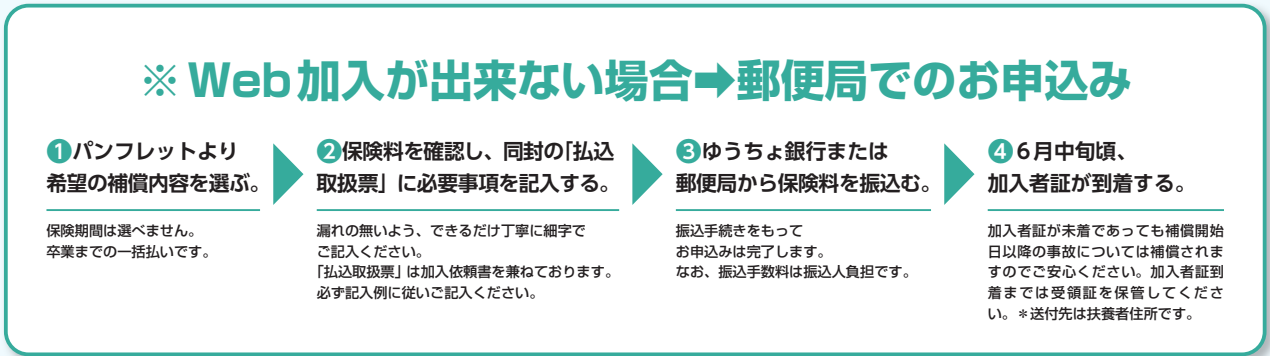 ※ Web加入が出来ない場合➡郵便局でのお申込み
❶パンフレットより
希望の補償内容を選ぶ。
保険期間は選べません。
卒業までの一括払いです。
❷保険料を確認し、同封の「払込
取扱票」に必要事項を記入する。
漏れの無いよう、できるだけ丁寧に細字で
ご記入ください。
「払込取扱票」は加入依頼書を兼ねております。
必ず記入例に従いご記入ください。
❸ゆうちょ銀行または
郵便局から保険料を振込む。
振込手続きをもって
お申込みは完了します。
なお、振込手数料は振込人負担です。
❹6月中旬頃、
加入者証が到着する。
加入者証が未着であっても補償開始
日以降の事故については補償されま
すのでご安心ください。加入者証到
着までは受領証を保管してくださ
い。＊送付先は扶養者住所です。